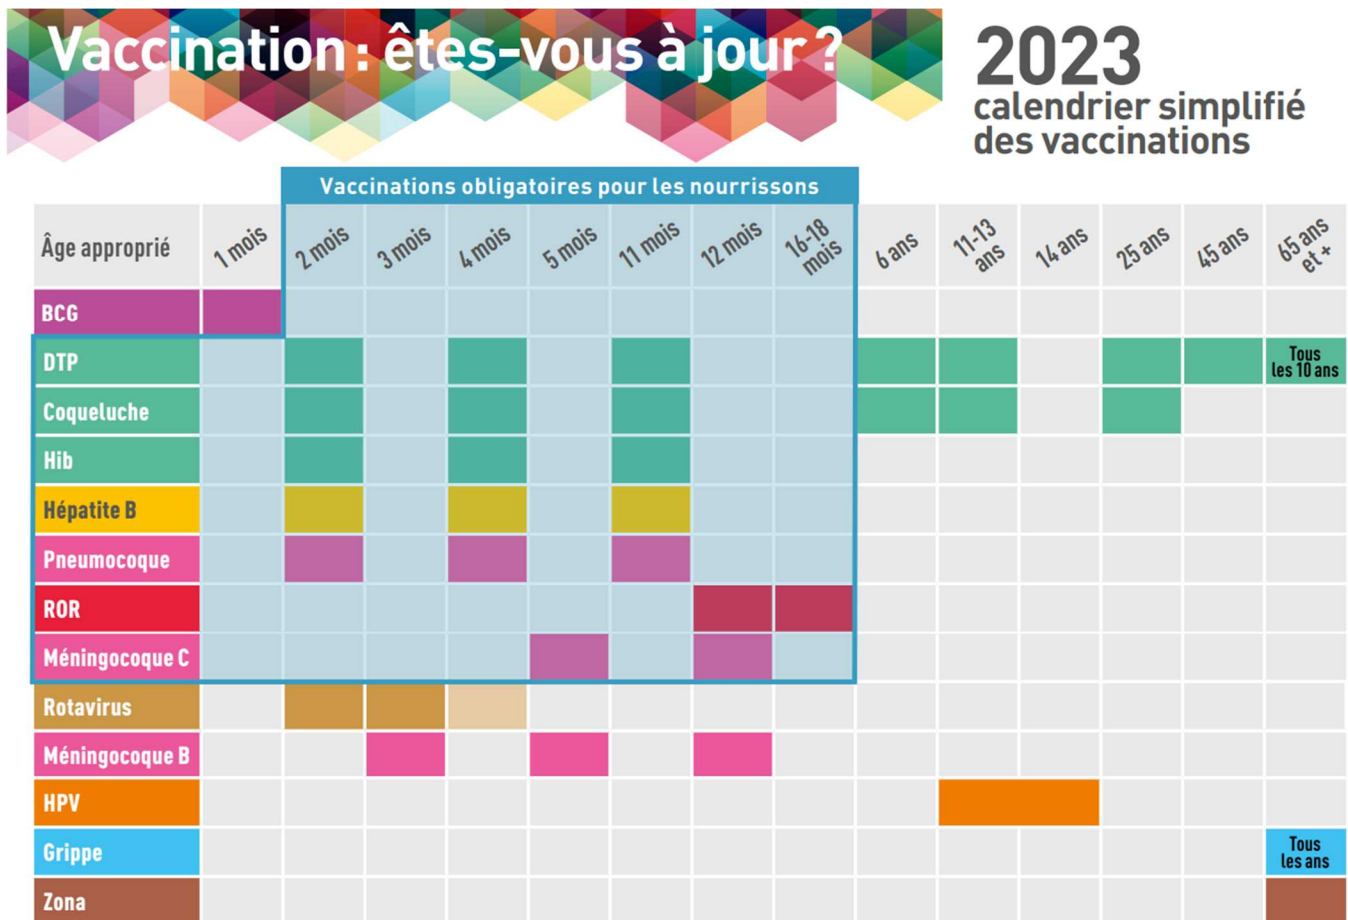 Vaccination : êtes-vous à jour ?
2023
calendrier simplifié
des vaccinations
Vaccinations obligatoires pour les nourrissons
Âge approprié
1 mois
2 mois
3 mois
4 mois
5 mois
11 mois
12 mois
16-18
mois
6 ans
11-13
ans
14 ans
25 ans
45 ans
65 ans
et +
BCG
DTP
Tous
les 10 ans
Coqueluche
Hib
Hépatite B
Pneumocoque
ROR
Méningocoque C
Rotavirus
Méningocoque B
HPV
Grippe
Tous
les ans
Zona